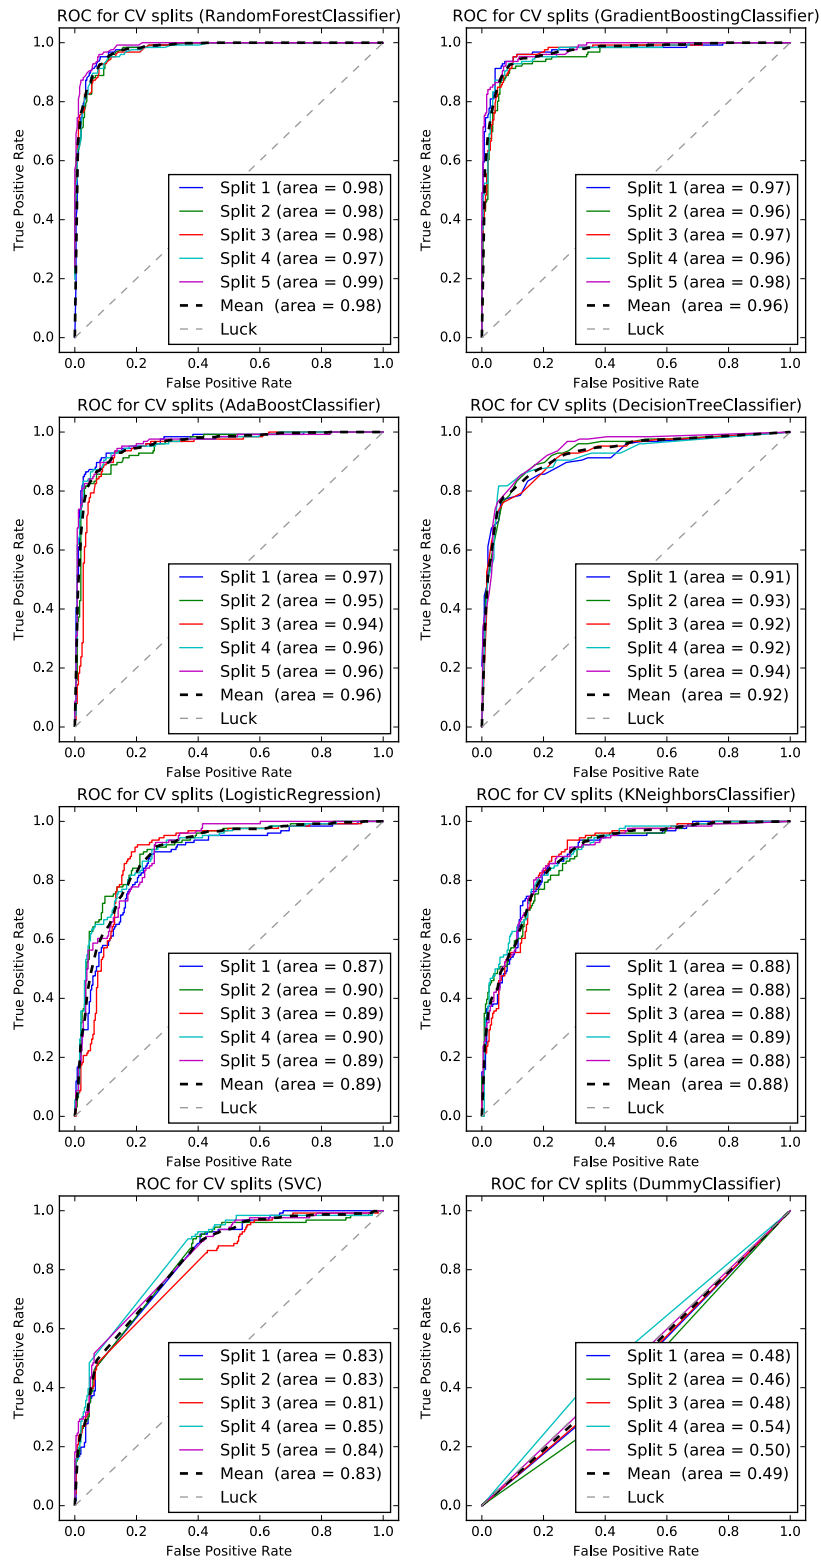 ROC for CV splits (RandomForestClassifier)
1.0
0.8
0.6
0.4
0.2
0.0
True Positive Rate
Split 1 (area = 0.98)
Split 2 (area = 0.98)
Split 3 (area = 0.98)
Split 4 (area = 0.97)
Split 5 (area = 0.99)
Mean (area = 0.98)
Luck
0.0 0.2 0.4 0.6 0.8 1.0
False Positive Rate
ROC for CV splits (GradientBoostingClassifier)
1.0
0.8
0.6
0.4
0.2
0.0
True Positive Rate
Split 1 (area = 0.97)
Split 2 (area = 0.96)
Split 3 (area = 0.97)
Split 4 (area = 0.96)
Split 5 (area = 0.98)
Mean (area = 0.96)
Luck
0.0 0.2 0.4 0.6 0.8 1.0
False Positive Rate
ROC for CV splits (AdaBoostClassifier)
1.0
0.8
0.6
0.4
0.2
0.0
True Positive Rate
Split 1 (area = 0.97)
Split 2 (area = 0.95)
Split 3 (area = 0.94)
Split 4 (area = 0.96)
Split 5 (area = 0.96)
Mean (area = 0.96)
Luck
0.0 0.2 0.4 0.6 0.8 1.0
False Positive Rate
ROC for CV splits (DecisionTreeClassifier)
1.0
0.8
0.6
0.4
0.2
0.0
True Positive Rate
Split 1 (area = 0.91)
Split 2 (area = 0.93)
Split 3 (area = 0.92)
Split 4 (area = 0.92)
Split 5 (area = 0.94)
Mean (area = 0.92)
Luck
0.0 0.2 0.4 0.6 0.8 1.0
False Positive Rate
ROC for CV splits (LogisticRegression)
1.0
0.8
0.6
0.4
0.2
0.0
True Positive Rate
Split 1 (area = 0.87)
Split 2 (area = 0.90)
Split 3 (area = 0.89)
Split 4 (area = 0.90)
Split 5 (area = 0.89)
Mean (area = 0.89)
Luck
0.0 0.2 0.4 0.6 0.8 1.0
False Positive Rate
ROC for CV splits (KNeighborsClassifier)
1.0
0.8
0.6
0.4
0.2
0.0
True Positive Rate
Split 1 (area = 0.88)
Split 2 (area = 0.88)
Split 3 (area = 0.88)
Split 4 (area = 0.89)
Split 5 (area = 0.88)
Mean (area = 0.88)
Luck
0.0 0.2 0.4 0.6 0.8 1.0
False Positive Rate
ROC for CV splits (SVC)
1.0
0.8
0.6
0.4
0.2
0.0
True Positive Rate
Split 1 (area = 0.83)
Split 2 (area = 0.83)
Split 3 (area = 0.81)
Split 4 (area = 0.85)
Split 5 (area = 0.84)
Mean (area = 0.83)
Luck
0.0 0.2 0.4 0.6 0.8 1.0
False Positive Rate
ROC for CV splits (DummyClassifier)
1.0
0.8
0.6
0.4
0.2
0.0
True Positive Rate
Split 1 (area = 0.48)
Split 2 (area = 0.46)
Split 3 (area = 0.48)
Split 4 (area = 0.54)
Split 5 (area = 0.50)
Mean (area = 0.49)
Luck
0.0 0.2 0.4 0.6 0.8 1.0
False Positive Rate